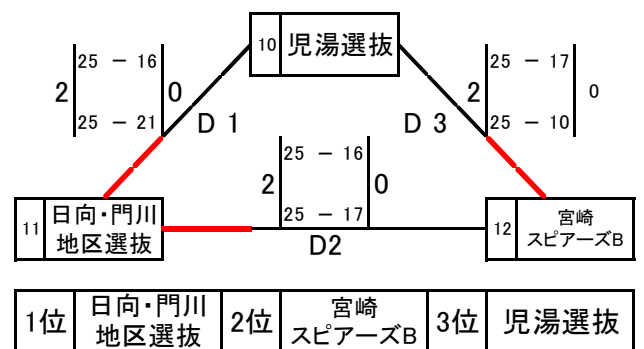 10 児湯選抜
25 － 16
2 0
25 － 21
D 1
25 － 17
2 0
25 － 10
D 3
25 － 16
2 0
25 － 17
D2
11 日向・門川
地区選抜
12 宮崎
スピアーズB
1位 日向・門川
地区選抜
2位 宮崎
スピアーズB
3位 児湯選抜